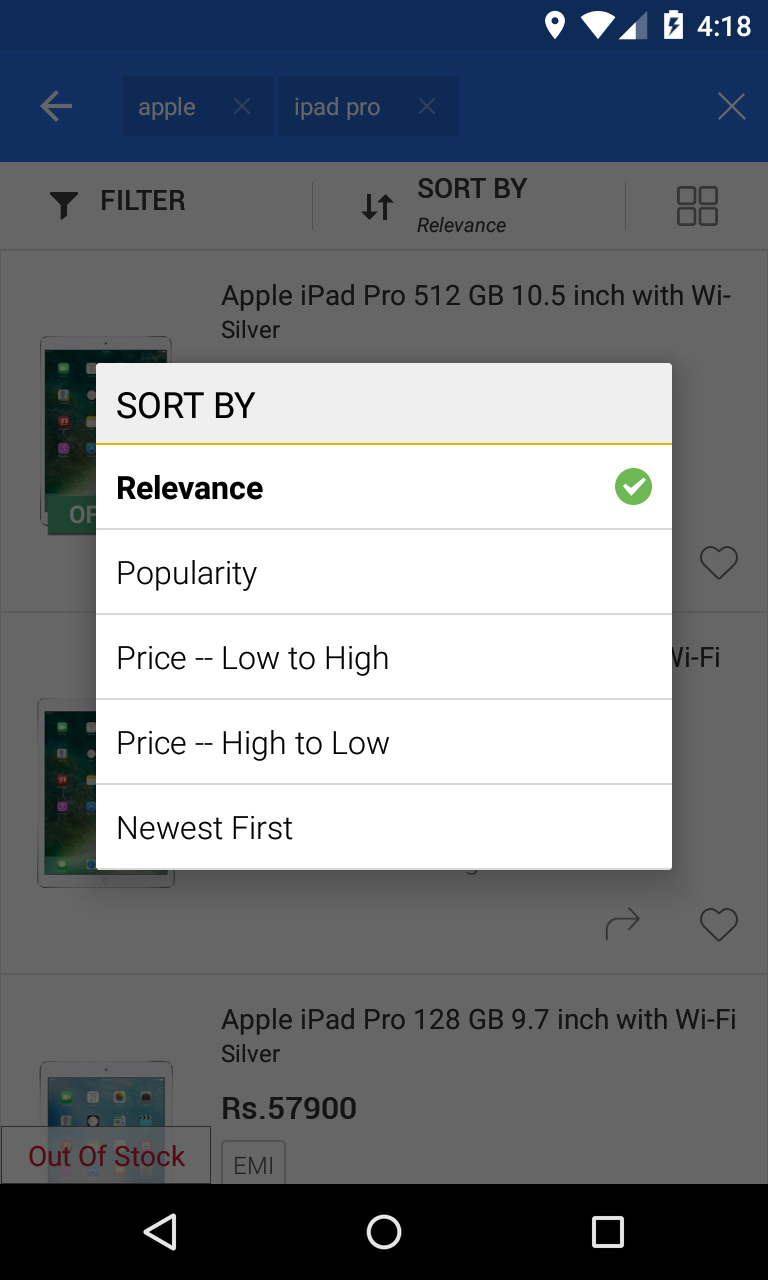 4:18
apple
ipad pro
FILTER
SORT BY
Relevance
Apple iPad Pro 512 GB 10.5 inch with Wi-
Silver
OF
SORT BY
Relevance
Popularity
Price -- Low to High
Price -- High to Low
Newest First
Wi-Fi
Apple iPad Pro 128 GB 9.7 inch with Wi-Fi
Silver
Rs.57900
Out Of Stock
EMI